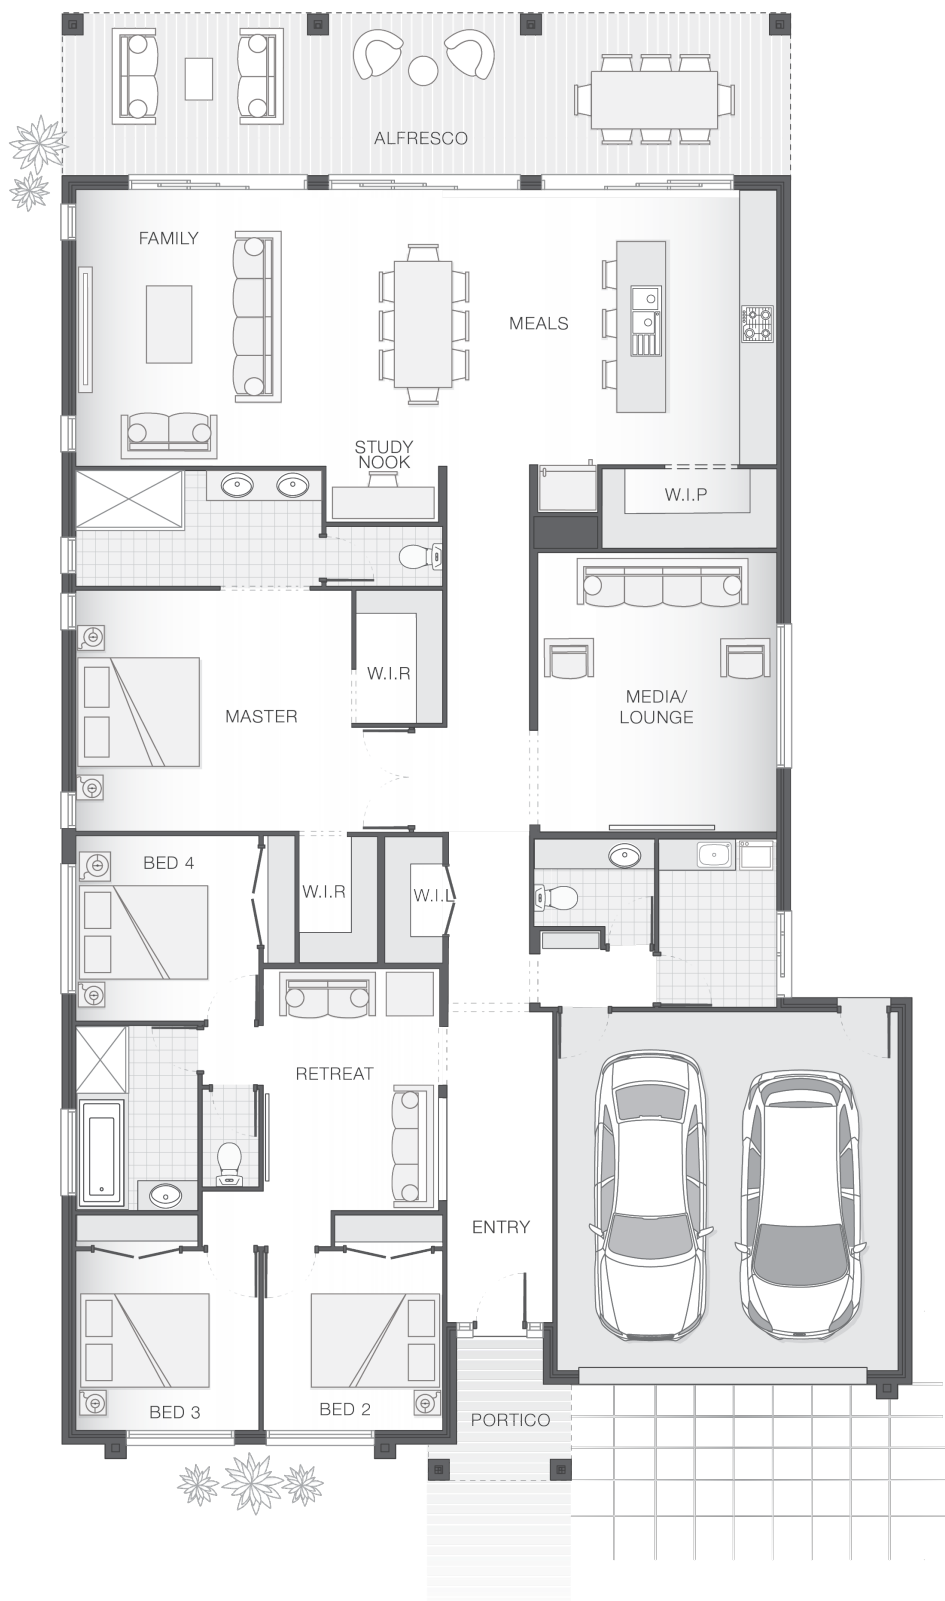 ALFRESCO
FAMILY
MEALS
STUDY
NOOK
W.I.P
W.I.R
MASTER
MEDIA/
LOUNGE
BED 4
W.I.R
W.I.L
RETREAT
ENTRY
BED 3
BED 2
PORTICO